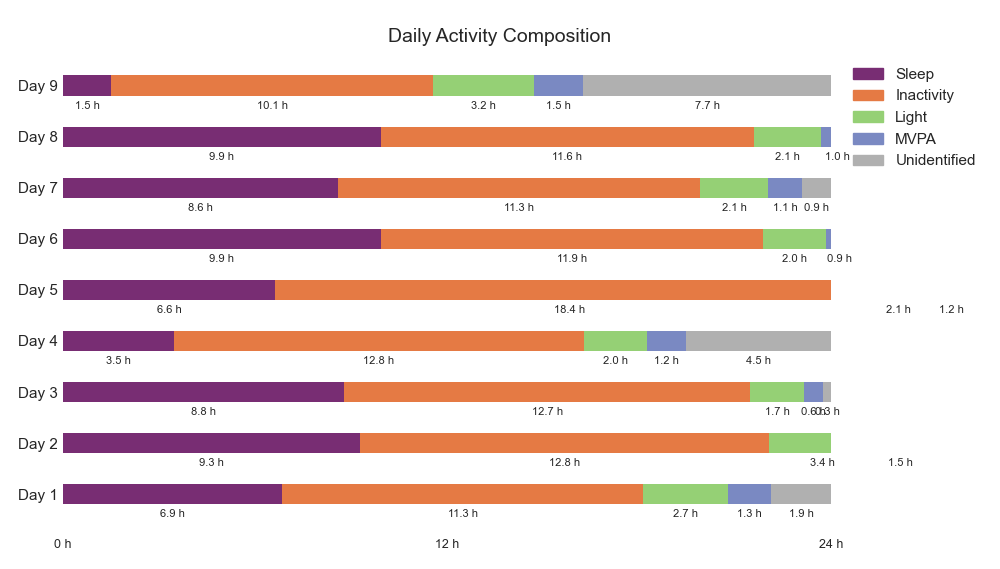 Daily Activity Composition
Day 9
1.5 h 10.1 h 3.2 h 1.5 h 7.7 h
Day 8
9.9 h 11.6 h 2.1 h 1.0 h
Day 7
8.6 h 11.3 h 2.1 h 1.1 h 0.9 h
Day 6
9.9 h 11.9 h 2.0 h 0.9 h
Day 5
6.6 h 18.4 h 2.1 h 1.2 h
Day 4
3.5 h 12.8 h 2.0 h 1.2 h 4.5 h
Day 3
8.8 h 12.7 h 1.7 h 0.6 h 0.3 h
Day 2
9.3 h 12.8 h 3.4 h 1.5 h
Day 1
6.9 h 11.3 h 2.7 h 1.3 h 1.9 h
0 h 12 h 24 h
Sleep
Inactivity
Light
MVPA
Unidentified